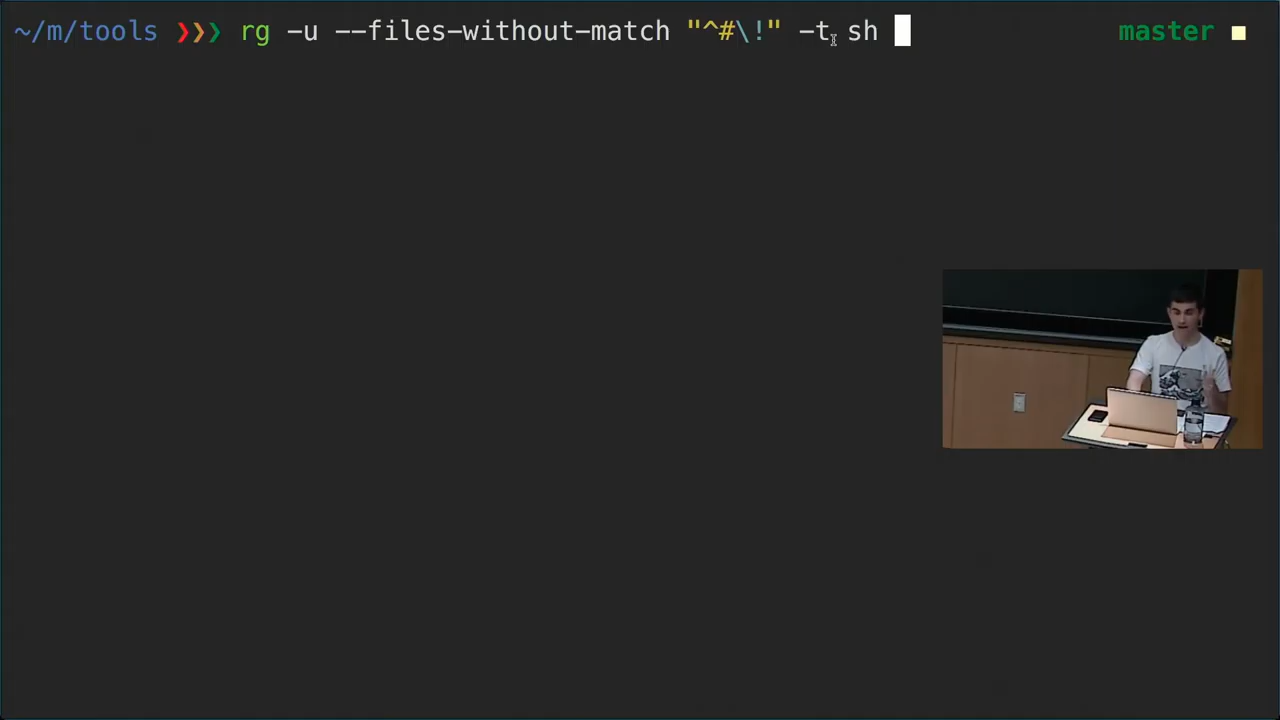 ~/m/tools ❯❯❯ rg -u --files-without-match "^#\!" -t sh master